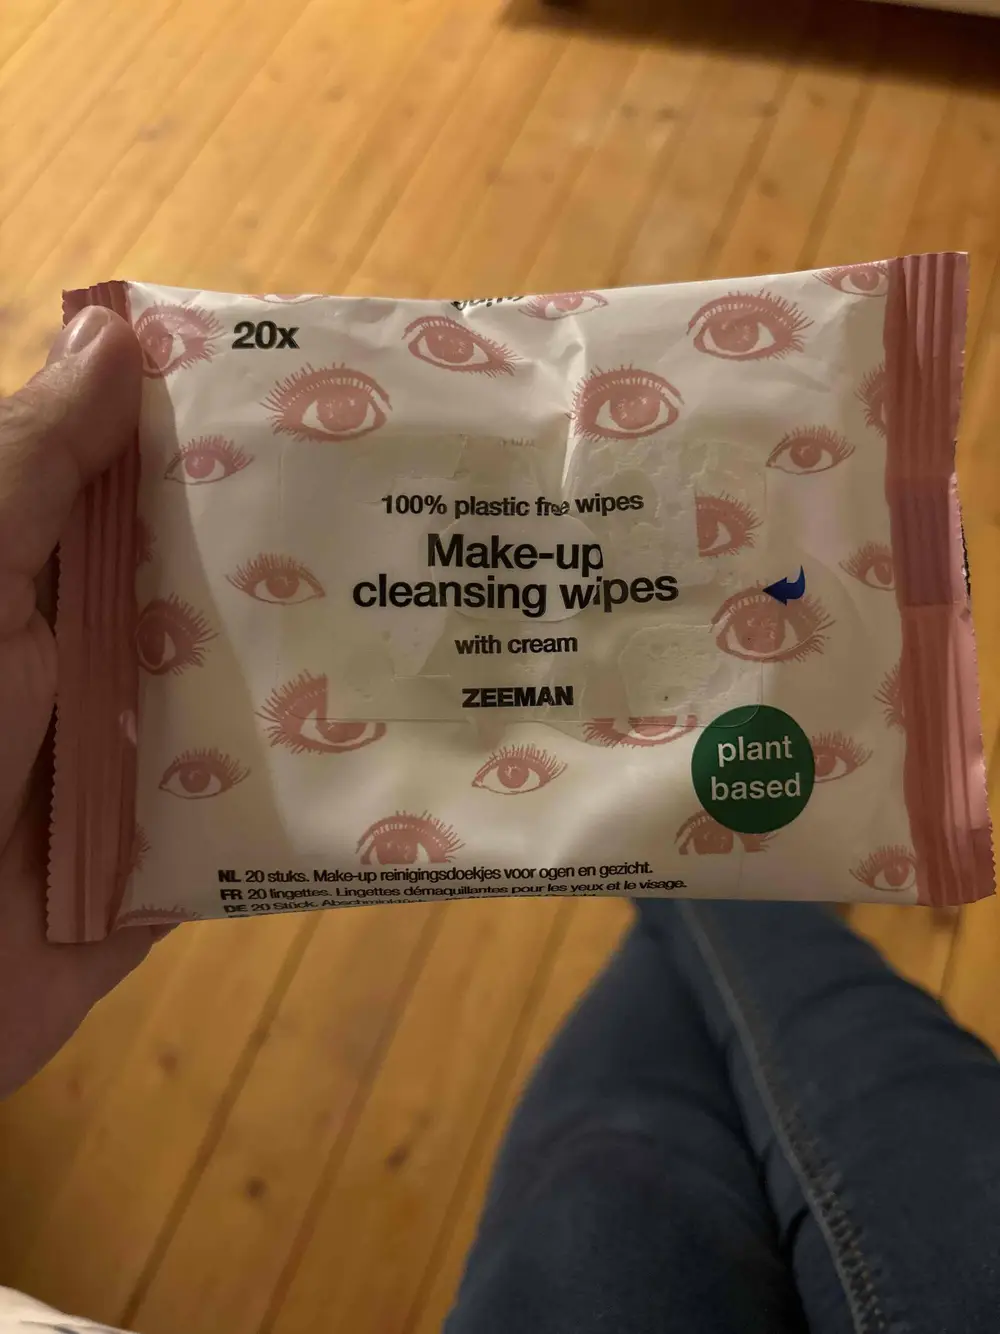 20x
100% plastic free wipes
Make-up
cleansing wipes
with cream
ZEEMAN
plant
based
NL 20 stuks. Make-up reinigingsdoekjes voor ogen en gezicht.
FR 20 lingettes. Lingettes démaquillantes pour les yeux et le visage.
DE 20 Stück.